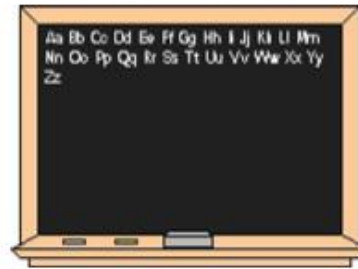 Aa Bb Cc Dd Ee Ff Gg Hh Ii Jj Kk Ll Mm
Nn Oo Pp Qq Rr Ss Tt Uu Vv Ww Xx Yy
Zz